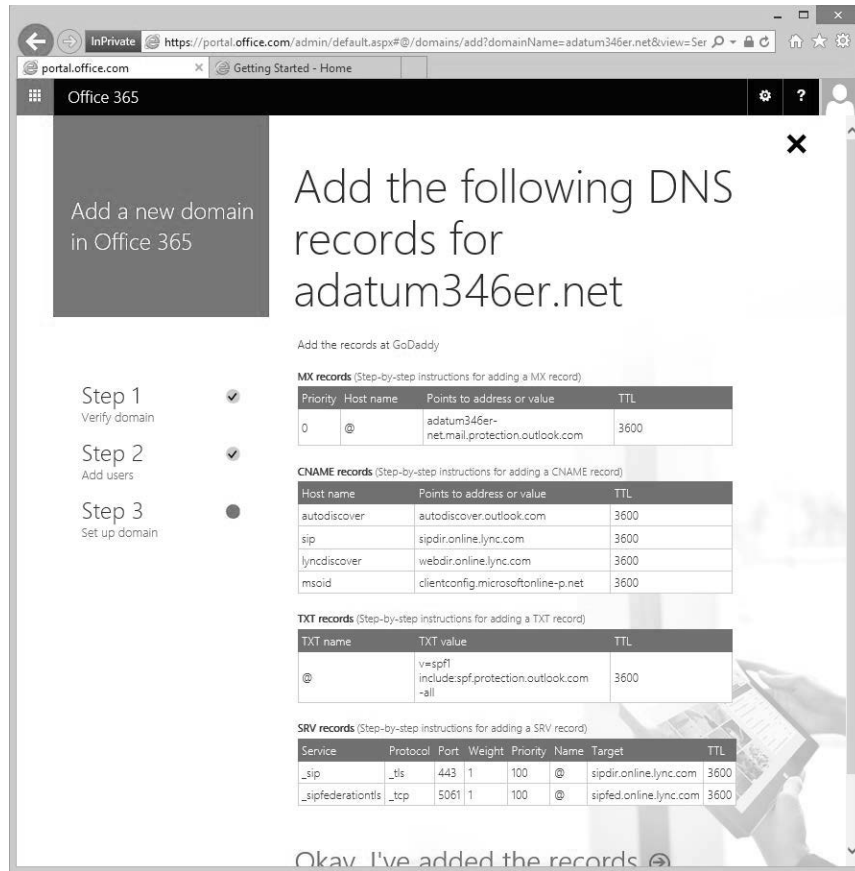 InPrivate https://portal.office.com/admin/default.aspx#@/domains/add?domainName=adatum346er.net&view=Ser
portal.office.com Getting Started - Home
Office 365 ?
Add a new domain
in Office 365
Add the following DNS
records for
adatum346er.net
Add the records at GoDaddy
Step 1
Verify domain
Step 2
Add users
Step 3
Set up domain
MX records (Step-by-step instructions for adding a MX record)
Priority Host name Points to address or value TTL
0 @ adatum346er-
net.mail.protection.outlook.com 3600
CNAME records (Step-by-step instructions for adding a CNAME record)
Host name Points to address or value TTL
autodiscover autodiscover.outlook.com 3600
sip sipdir.online.lync.com 3600
lyncdiscover webdir.online.lync.com 3600
msoid clientconfig.microsoftonline-p.net 3600
TXT records (Step-by-step instructions for adding a TXT record)
TXT name TXT value TTL
@ v=spf1
include:spf.protection.outlook.com 3600
-all
SRV records (Step-by-step instructions for adding a SRV record)
Service Protocol Port Weight Priority Name Target TTL
_sip _tls 443 1 100 @ sipdir.online.lync.com 3600
_sipfederationtls _tcp 5061 1 100 @ sipfed.online.lync.com 3600
Okay, I've added the records